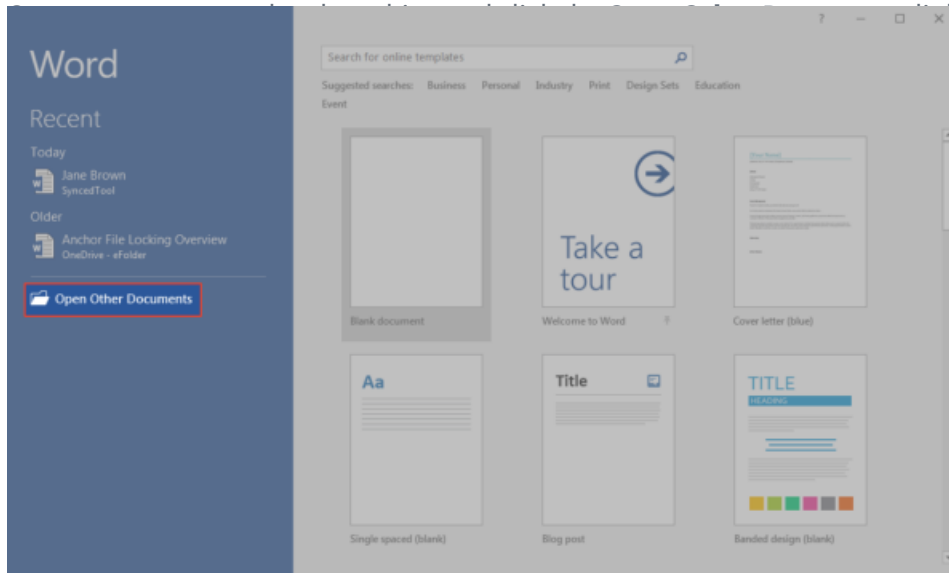 ?
Word
Search for online templates
Suggested searches: Business Personal Industry Print Design Sets Education
Event
Recent
Today
Jane Brown
SyncedTool
Older
Anchor File Locking Overview
OneDrive - eFolder
Open Other Documents
Take a
tour
Blank document
Welcome to Word
Cover letter (blue)
Aa
Title
TITLE
HEADING
Single spaced (blank)
Blog post
Banded design (blank)